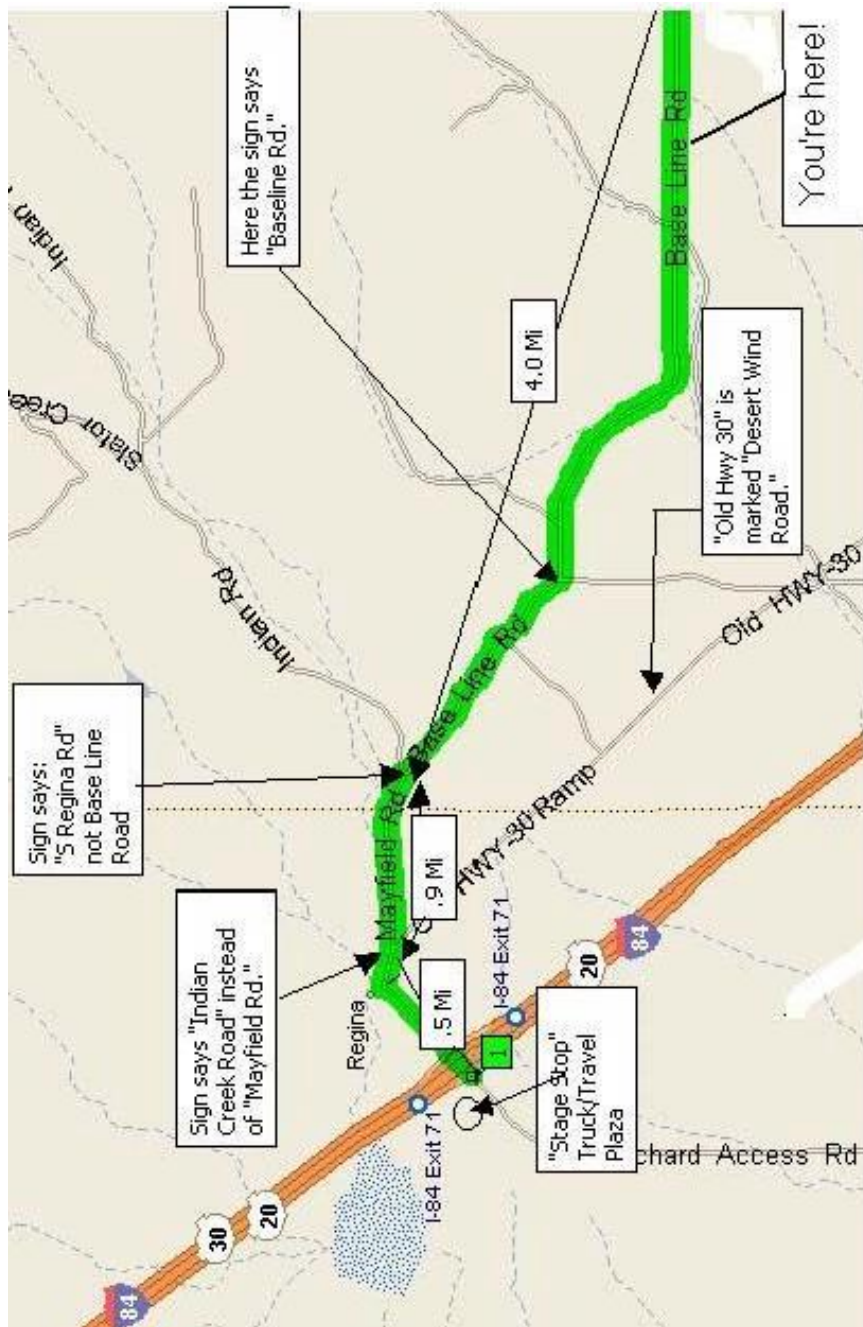 84
30
20
Sign says "Indian
Creek Road" instead
of "Mayfield Rd."
Sign says:
"S Regina Rd"
not Base Line
Road
Slator Cree
Indian
Indian Rd
Here the sign says
"Baseline Rd."
Regina
I-84 Exit 71
Mayfield Rd
Base Line Rd
.5 Mi
.9 Mi
4.0 Mi
1
I-84 Exit 71
HWY-30 Ramp
"Stage Stop"
Truck/Travel
Plaza
20
84
chard Access Rd
Old HWY-30
"Old Hwy 30" is
marked "Desert Wind
Road."
Base Line Rd
You're here!